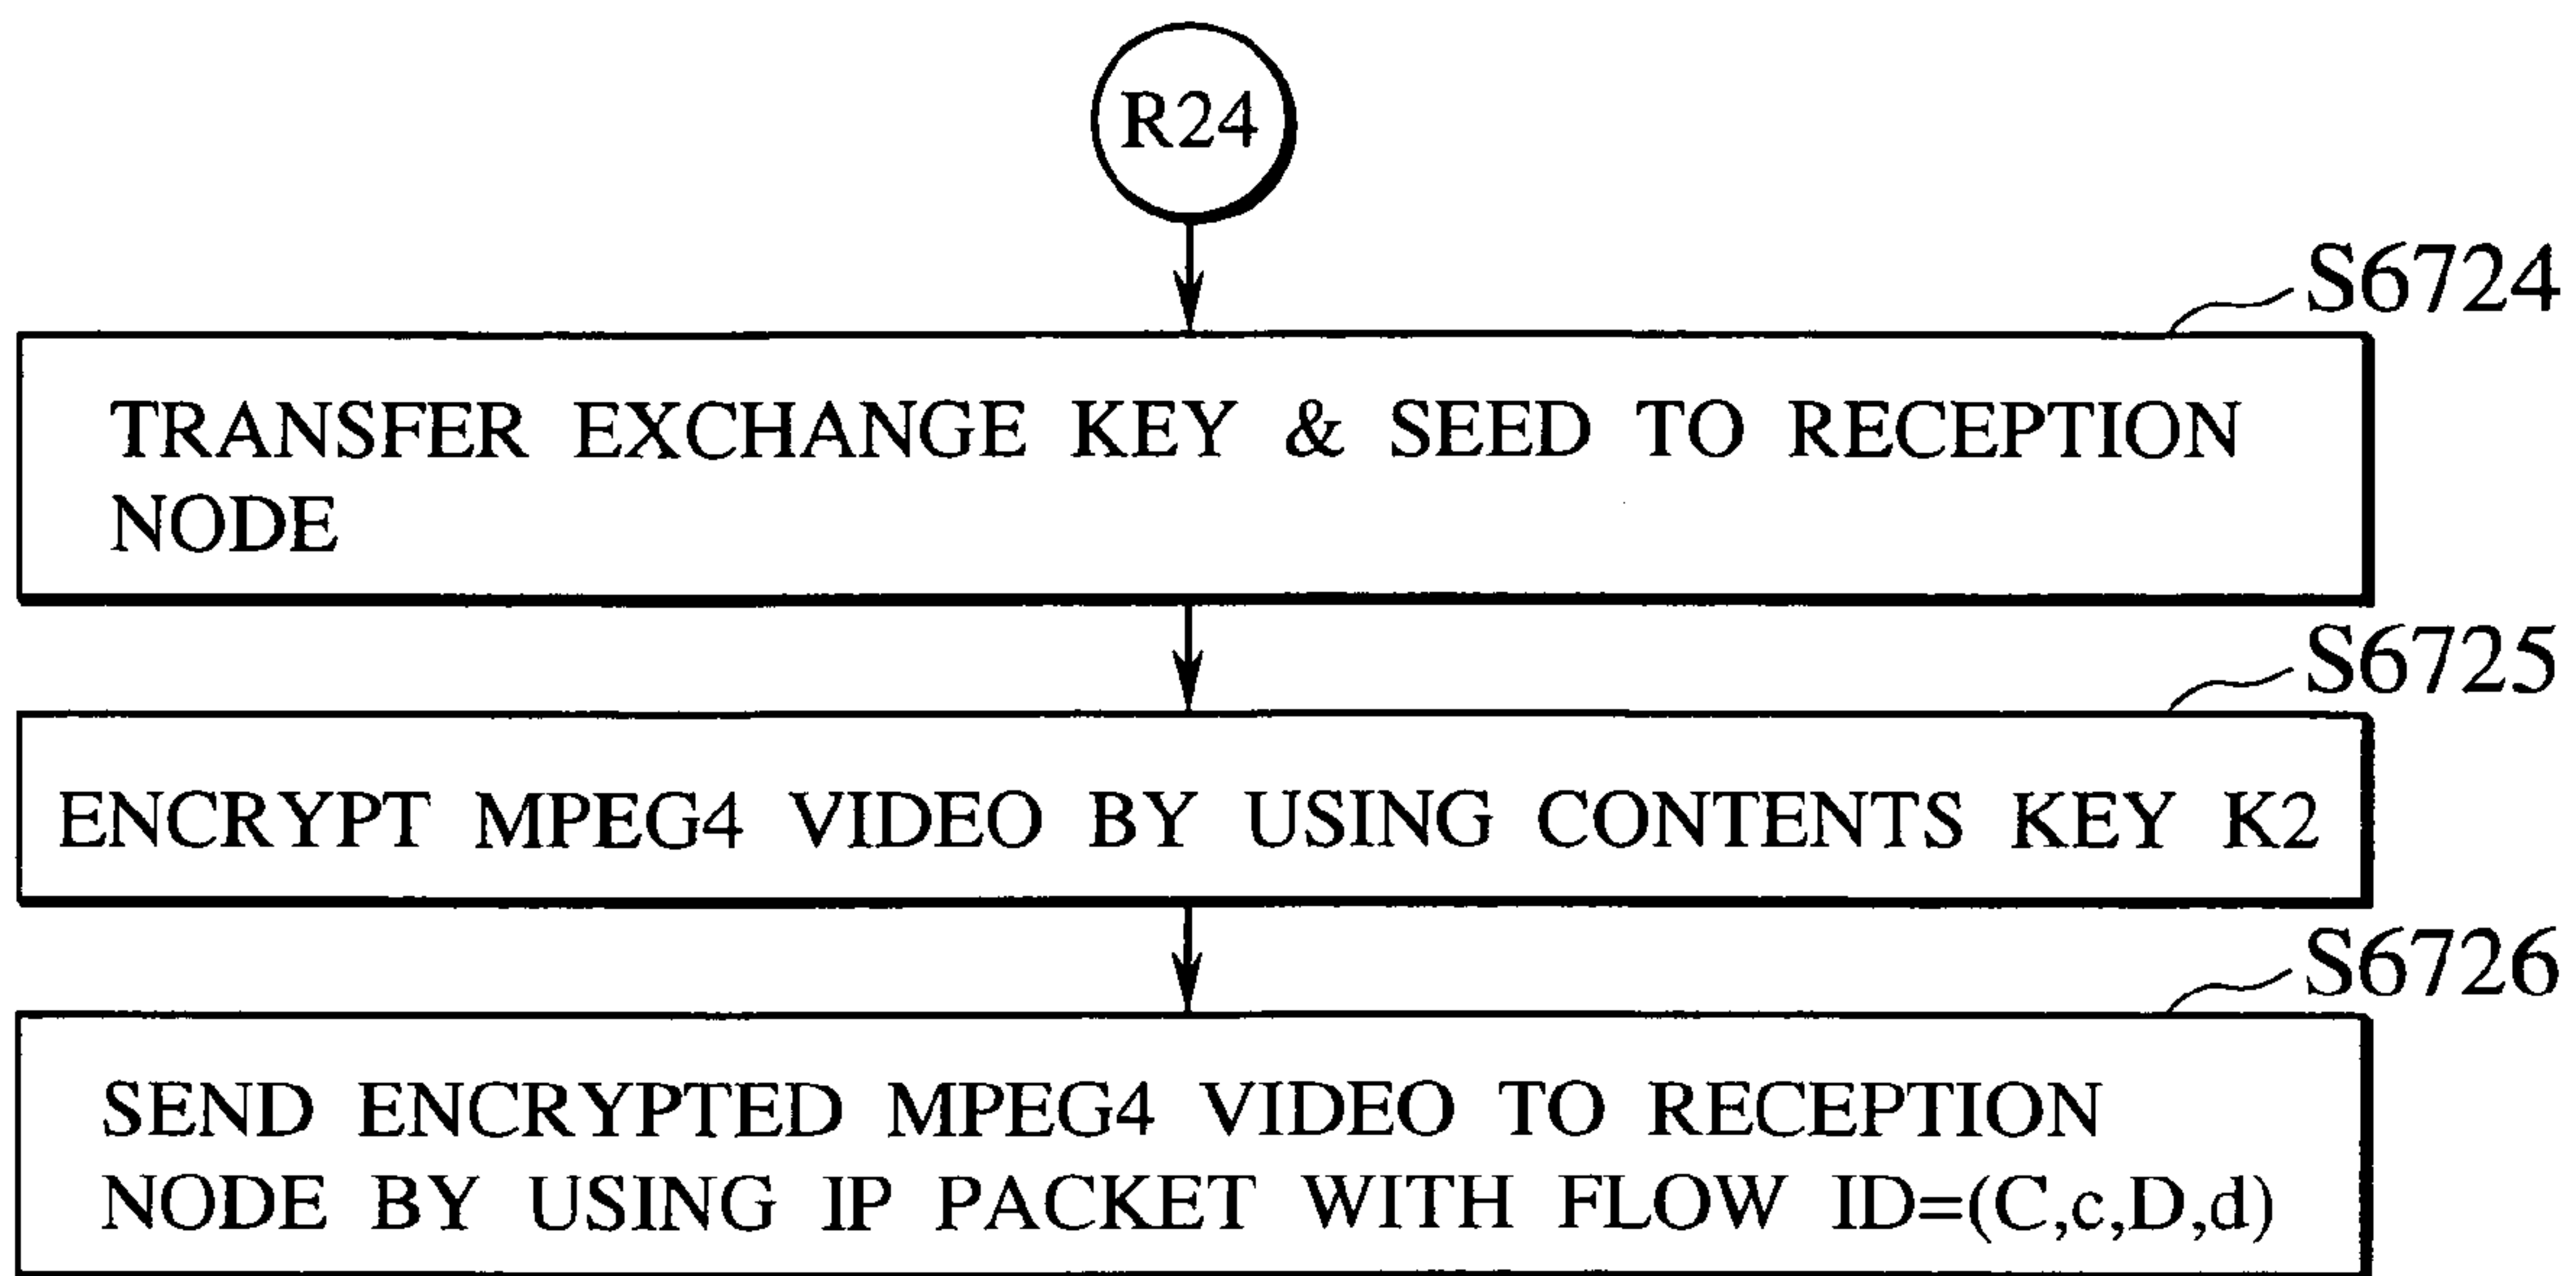 R24
S6724
TRANSFER EXCHANGE KEY & SEED TO RECEPTION
NODE
S6725
ENCRYPT MPEG4 VIDEO BY USING CONTENTS KEY K2
S6726
SEND ENCRYPTED MPEG4 VIDEO TO RECEPTION
NODE BY USING IP PACKET WITH FLOW ID=(C,c,D,d)